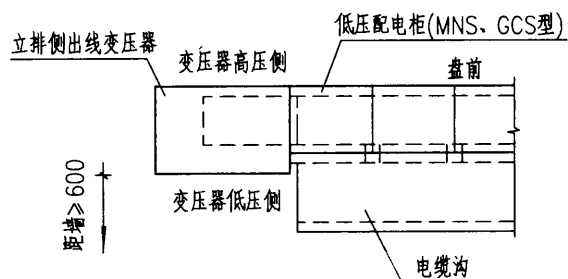 立排侧出线变压器
低压配电柜(MNS、GCS型)
变压器高压侧
盘前
变压器低压侧
距墙≥600
电缆沟